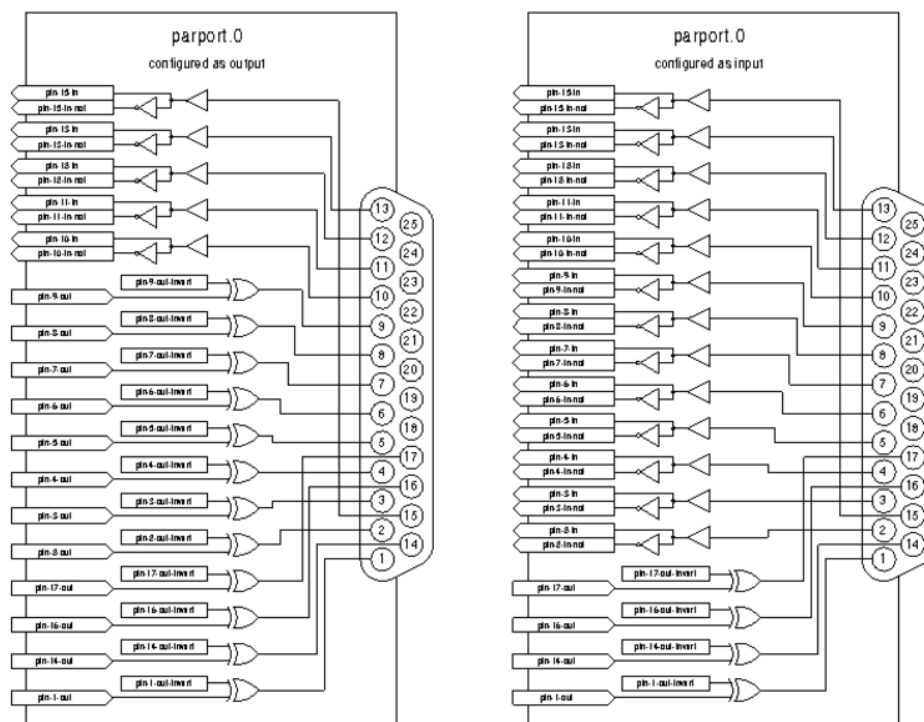 parport.0
configured as output
pin-15-in
pin-15-in-not
pin-13-in
pin-13-in-not
pin-12-in
pin-12-in-not
pin-11-in
pin-11-in-not
pin-10-in
pin-10-in-not
pin-9-out-invert
pin-9-out
pin-8-out-invert
pin-8-out
pin-7-out-invert
pin-7-out
pin-6-out-invert
pin-6-out
pin-5-out-invert
pin-5-out
pin-4-out-invert
pin-4-out
pin-3-out-invert
pin-3-out
pin-2-out-invert
pin-2-out
pin-17-out-invert
pin-17-out
pin-16-out-invert
pin-16-out
pin-14-out-invert
pin-14-out
pin-1-out-invert
pin-1-out
13
25
12
24
11
23
10
22
9
21
8
20
7
19
6
18
5
17
4
16
3
15
2
14
1
parport.0
configured as input
pin-15-in
pin-15-in-not
pin-13-in
pin-13-in-not
pin-12-in
pin-12-in-not
pin-11-in
pin-11-in-not
pin-10-in
pin-10-in-not
pin-9-in
pin-9-in-not
pin-8-in
pin-8-in-not
pin-7-in
pin-7-in-not
pin-6-in
pin-6-in-not
pin-5-in
pin-5-in-not
pin-4-in
pin-4-in-not
pin-3-in
pin-3-in-not
pin-2-in
pin-2-in-not
pin-17-out-invert
pin-17-out
pin-16-out-invert
pin-16-out
pin-14-out-invert
pin-14-out
pin-1-out-invert
pin-1-out
13
25
12
24
11
23
10
22
9
21
8
20
7
19
6
18
5
17
4
16
3
15
2
14
1